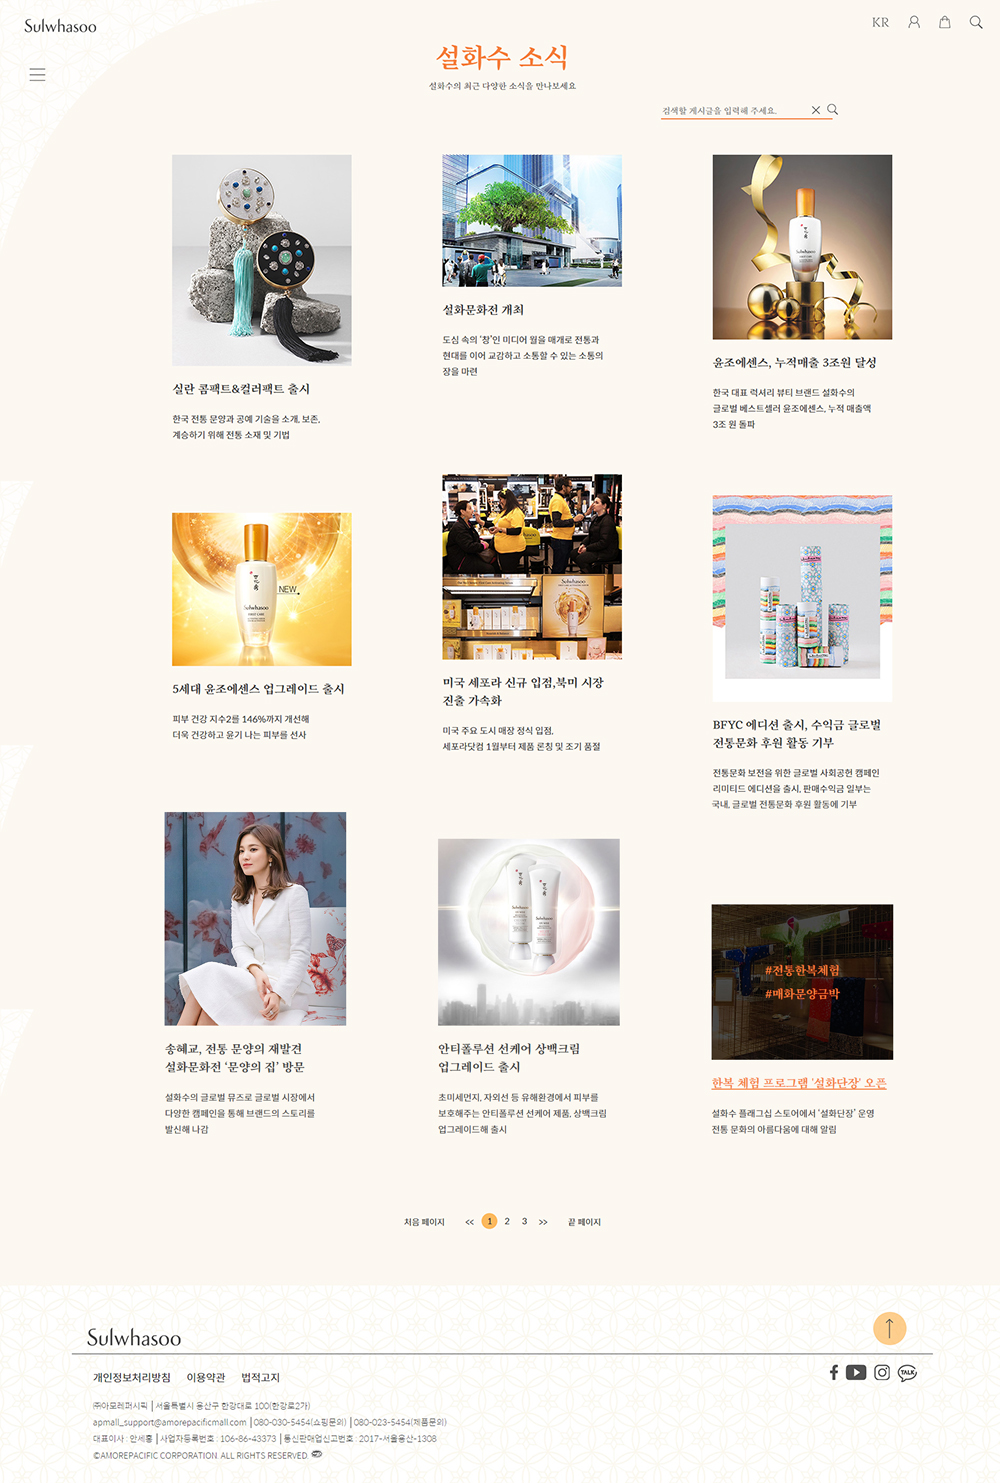 Sulwhasoo
KR
설화수 소식
설화수의 최근 다양한 소식을 만나보세요
검색할 게시글을 입력해 주세요.
실란 콤팩트&컬러팩트 출시
한국 전통 문양과 공예 기술을 소개, 보존,
계승하기 위해 전통 소재 및 기법
설화문화전 개최
도심 속의 '창'인 미디어 월을 매개로 전통과
현대를 이어 교감하고 소통할 수 있는 소통의
장을 마련
Sulwhasoo
윤조에센스, 누적매출 3조원 달성
한국 대표 럭셔리 뷰티 브랜드 설화수의
글로벌 베스트셀러 윤조에센스, 누적 매출액
3조 원 돌파
NEW
Sulwhasoo
FIRST CARE
5세대 윤조에센스 업그레이드 출시
피부 건강 지수2를 146%까지 개선해
더욱 건강하고 윤기 나는 피부를 선사
Sulwhasoo
미국 세포라 신규 입점,북미 시장
진출 가속화
미국 주요 도시 매장 정식 입점,
세포라닷컴 1월부터 제품 론칭 및 조기 품절
BFYC 에디션 출시, 수익금 글로벌
전통문화 후원 활동 기부
전통문화 보전을 위한 글로벌 사회공헌 캠페인
리미티드 에디션을 출시, 판매수익금 일부는
국내, 글로벌 전통문화 후원 활동에 기부
송혜교, 전통 문양의 재발견
설화문화전 '문양의 집' 방문
설화수의 글로벌 뮤즈로 글로벌 시장에서
다양한 캠페인을 통해 브랜드의 스토리를
발신해 나감
Sulwhasoo
Sulwhasoo
안티폴루션 선케어 상백크림
업그레이드 출시
초미세먼지, 자외선 등 유해환경에서 피부를
보호해주는 안티폴루션 선케어 제품, 상백크림
업그레이드해 출시
#전통한복체험
#매화문양금박
한복 체험 프로그램 '설화단장' 오픈
설화수 플래그십 스토어에서 '설화단장' 운영
전통 문화의 아름다움에 대해 알림
처음 페이지 << 1 2 3 >> 끝 페이지
Sulwhasoo
개인정보처리방침 이용약관 법적고지
TALK
㈜아모레퍼시픽 | 서울특별시 용산구 한강대로 100(한강로2가)
apmall_support@amorepacificmall.com | 080-030-5454(쇼핑문의) | 080-023-5454(제품문의)
대표이사 : 안세홍 | 사업자등록번호 : 106-86-43373 | 통신판매업신고번호 : 2017-서울용산-1308
©AMOREPACIFIC CORPORATION. ALL RIGHTS RESERVED.